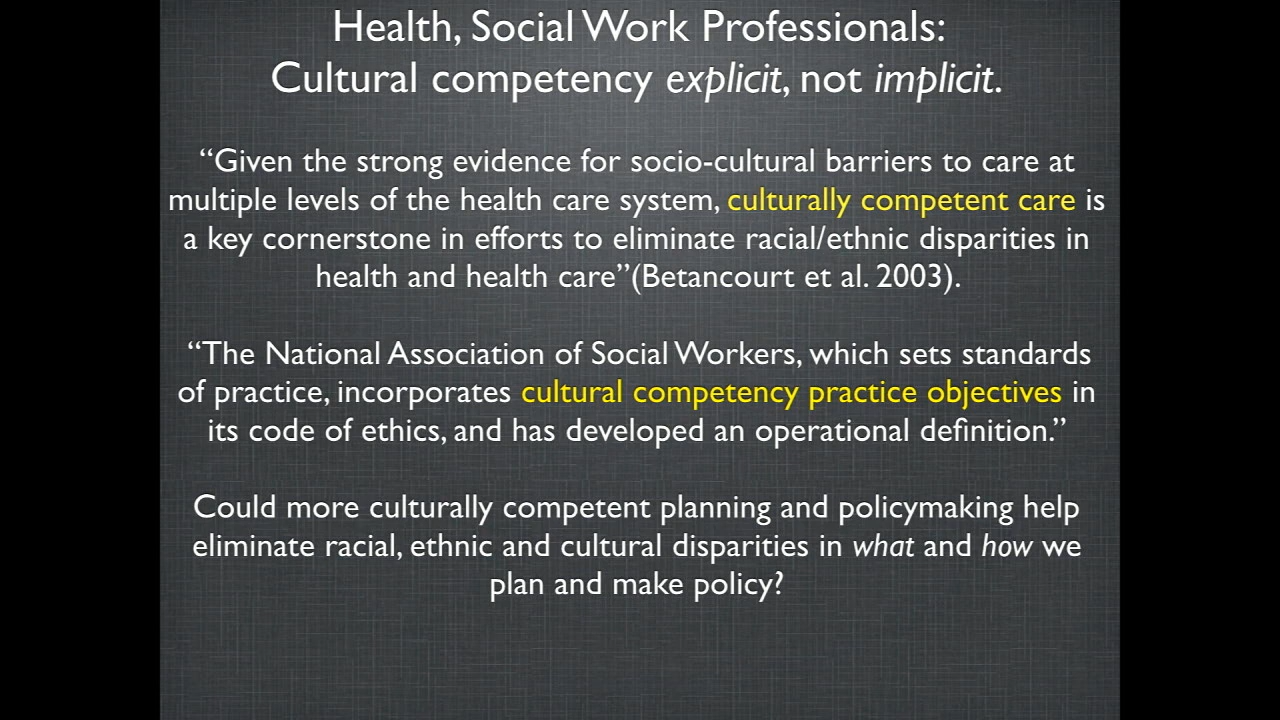 Health, Social Work Professionals:
Cultural competency explicit, not implicit.
“Given the strong evidence for socio-cultural barriers to care at
multiple levels of the health care system, culturally competent care is
a key cornerstone in efforts to eliminate racial/ethnic disparities in
health and health care”(Betancourt et al. 2003).
“The National Association of Social Workers, which sets standards
of practice, incorporates cultural competency practice objectives in
its code of ethics, and has developed an operational definition.”
Could more culturally competent planning and policymaking help
eliminate racial, ethnic and cultural disparities in what and how we
plan and make policy?